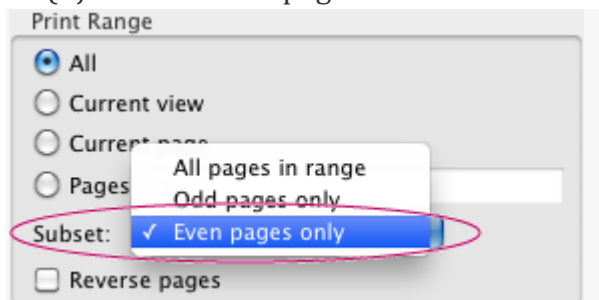 Print Range
All
Current view
Current page
All pages in range
Pages
Odd pages only
Subset: ✓ Even pages only
Reverse pages